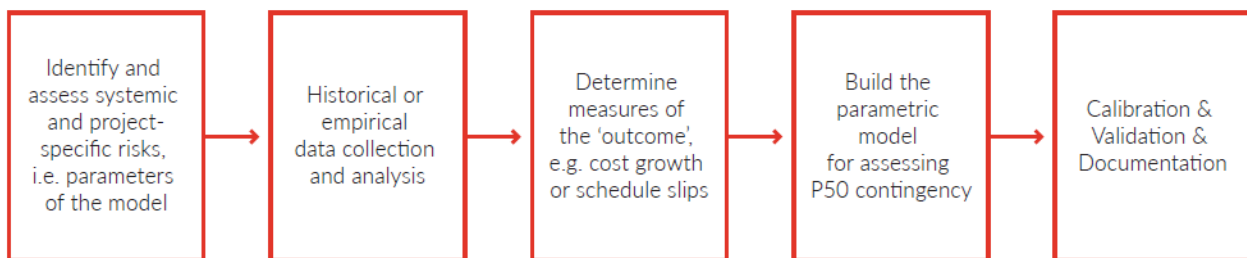 Identify and
assess systemic
and project-
specific risks,
i.e. parameters
of the model
Historical or
empirical
data collection
and analysis
Determine
measures of
the ‘outcome’,
e.g. cost growth
or schedule slips
Build the
parametric
model
for assessing
P50 contingency
Calibration &
Validation &
Documentation